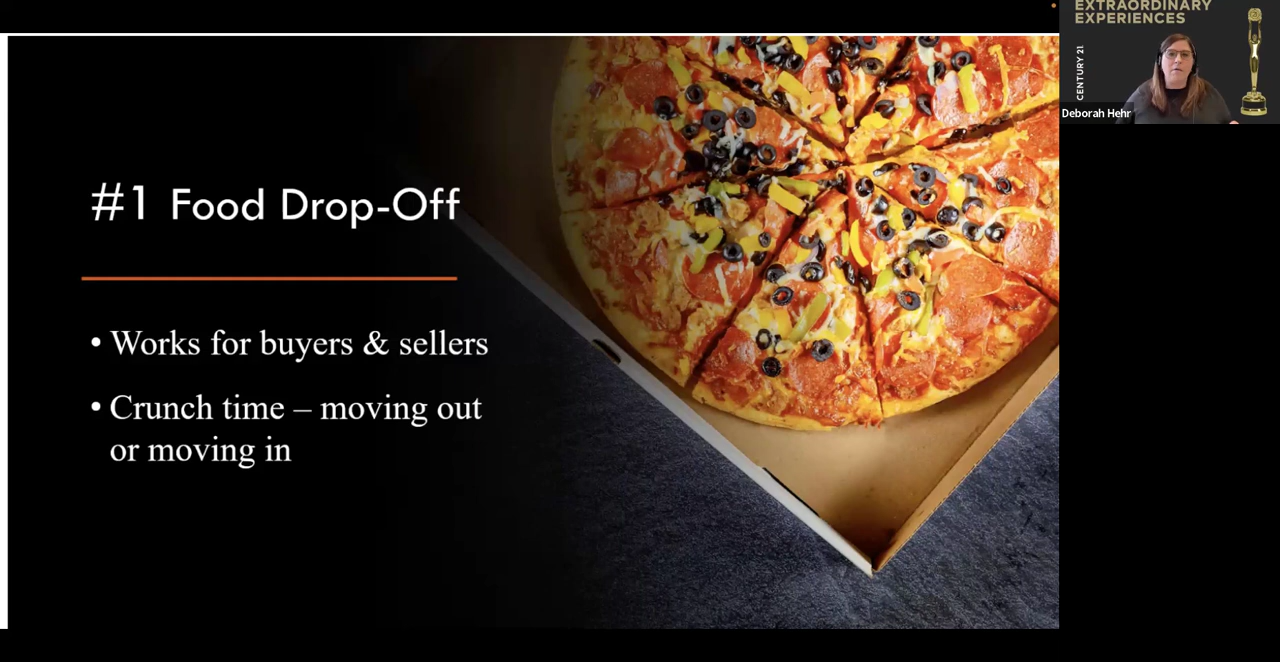 #1 Food Drop-Off
• Works for buyers & sellers
• Crunch time – moving out
or moving in
EXTRAORDINARY
EXPERIENCES
CENTURY 21
Deborah Hehr